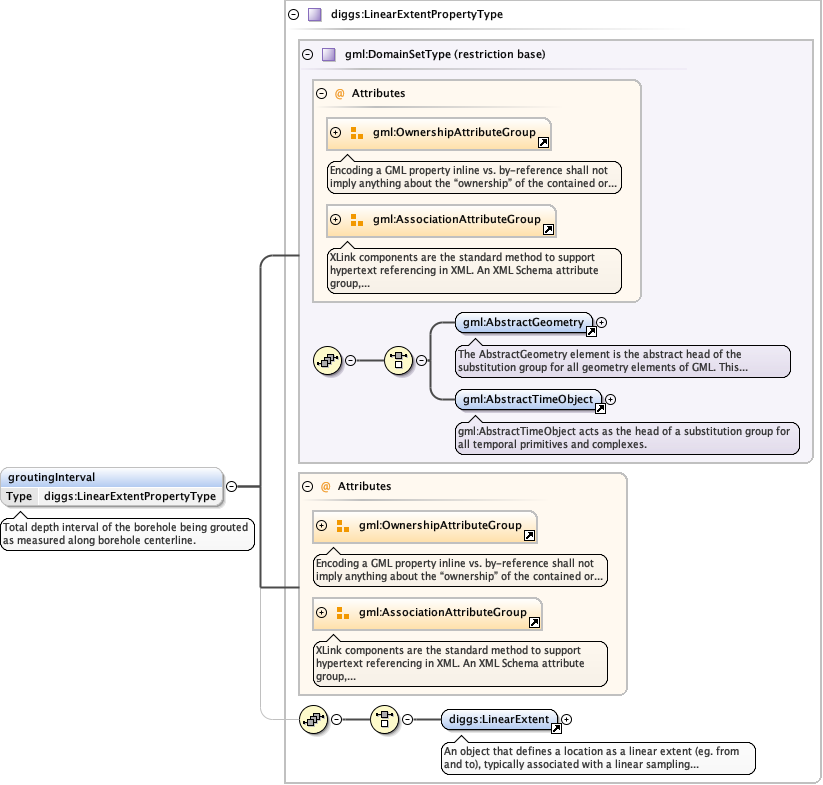 diggs:LinearExtentPropertyType
gml:DomainSetType (restriction base)
@ Attributes
gml:OwnershipAttributeGroup
Encoding a GML property inline vs. by-reference shall not
imply anything about the “ownership” of the contained or...
gml:AssociationAttributeGroup
XLink components are the standard method to support
hypertext referencing in XML. An XML Schema attribute
group,...
gml:AbstractGeometry
The AbstractGeometry element is the abstract head of the
substitution group for all geometry elements of GML. This...
gml:AbstractTimeObject
gml:AbstractTimeObject acts as the head of a substitution group for
all temporal primitives and complexes.
groutingInterval
Type diggs:LinearExtentPropertyType
Total depth interval of the borehole being grouted
as measured along borehole centerline.
@ Attributes
gml:OwnershipAttributeGroup
Encoding a GML property inline vs. by-reference shall not
imply anything about the “ownership” of the contained or...
gml:AssociationAttributeGroup
XLink components are the standard method to support
hypertext referencing in XML. An XML Schema attribute
group,...
diggs:LinearExtent
An object that defines a location as a linear extent (eg. from
and to), typically associated with a linear sampling...